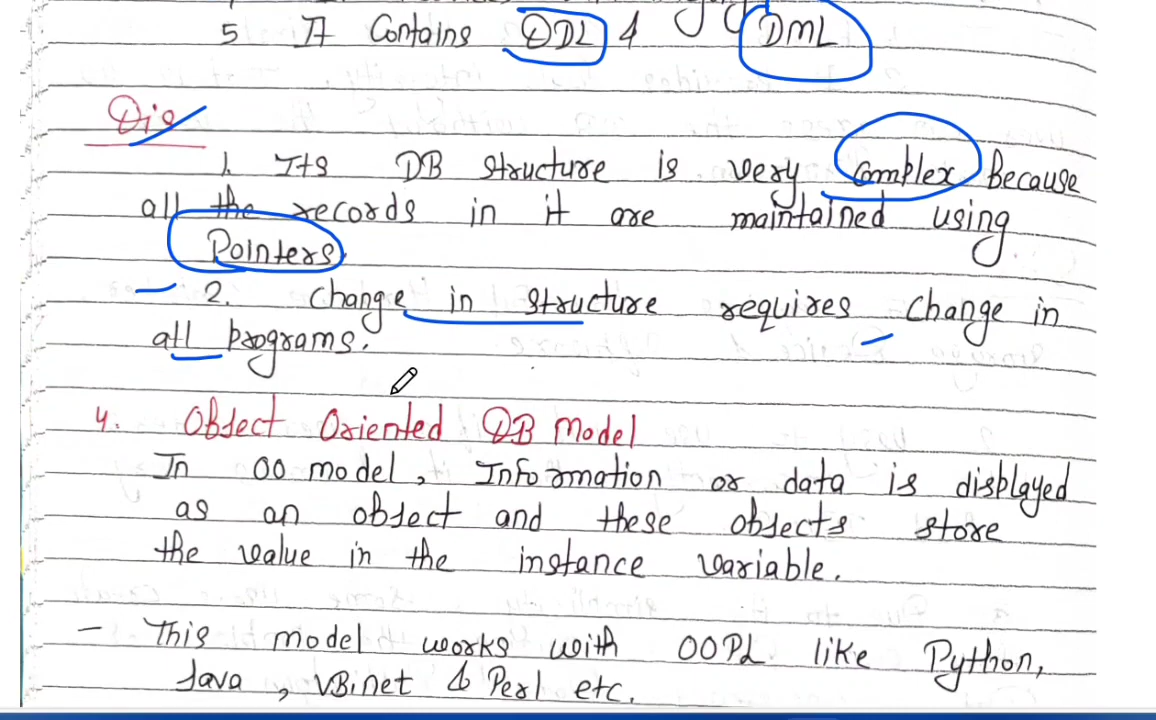 5 It Contains DDL & DML
Dis
1. Its DB structure is very complex Because
all the records in it are maintained using
Pointers.
2. Change in structure requires change in
all programs.
4. Object Oriented DB Model
In OO model, Information or data is displayed
as an object and these objects store
the value in the instance variable.
- This model works with OOPL like Python,
Java, VB.net & Perl etc.